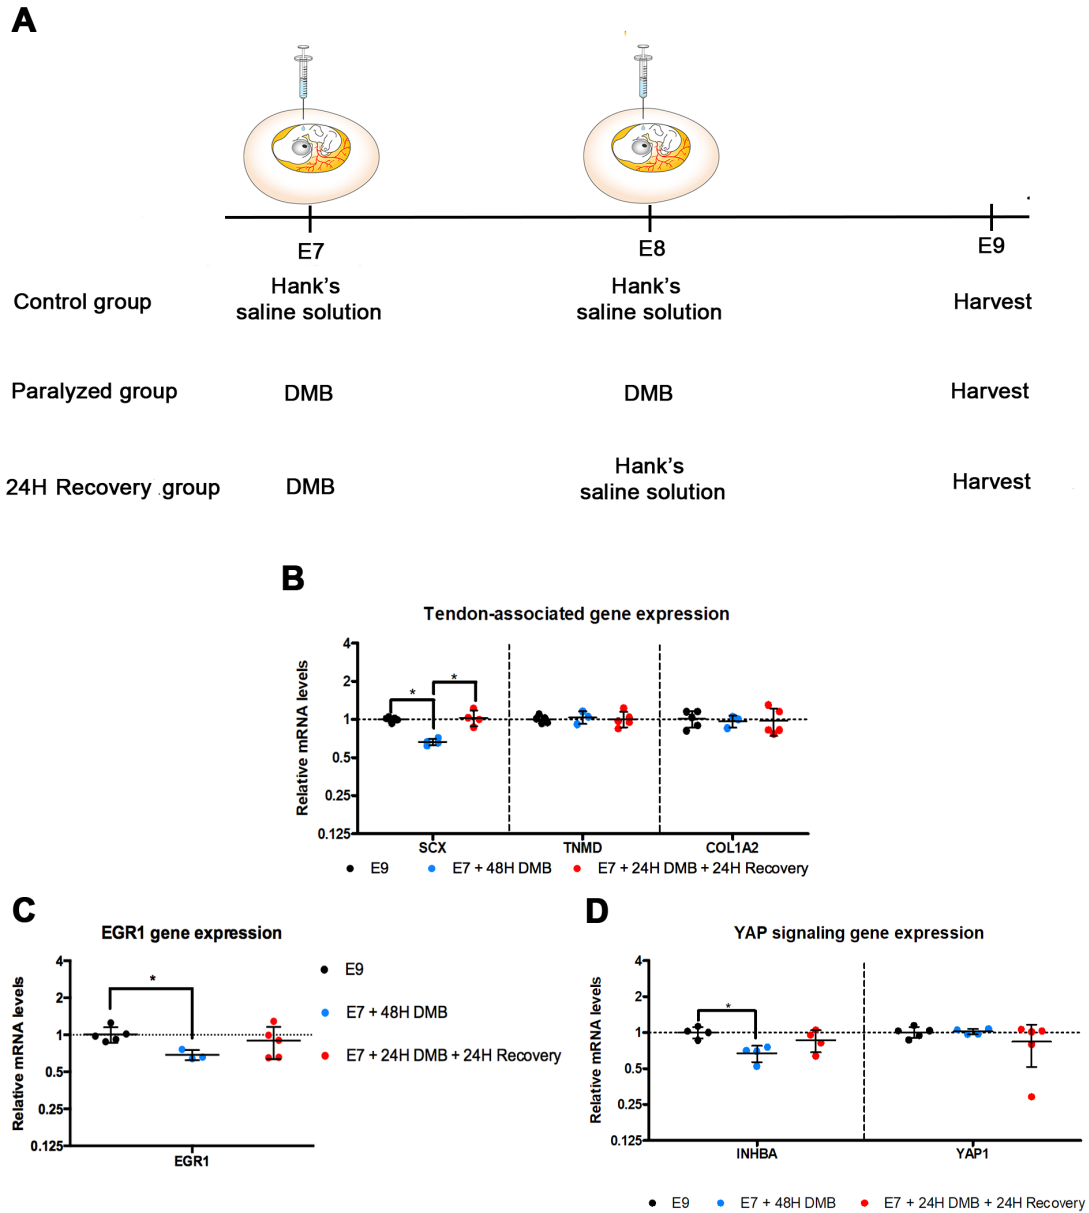 A
E7
E8
E9
Control group
Hank's
saline solution
Hank's
saline solution
Harvest
Paralyzed group
DMB
DMB
Harvest
24H Recovery group
DMB
Hank's
saline solution
Harvest
B
Tendon-associated gene expression
Relative mRNA levels
4
2
1
0.5
0.25
0.125
*
*
SCX
TNMD
COL1A2
E9
E7 + 48H DMB
E7 + 24H DMB + 24H Recovery
C
EGR1 gene expression
Relative mRNA levels
4
2
1
0.5
0.25
0.125
*
EGR1
E9
E7 + 48H DMB
E7 + 24H DMB + 24H Recovery
D
YAP signaling gene expression
Relative mRNA levels
4
2
1
0.5
0.25
0.125
*
INHBA
YAP1
E9
E7 + 48H DMB
E7 + 24H DMB + 24H Recovery